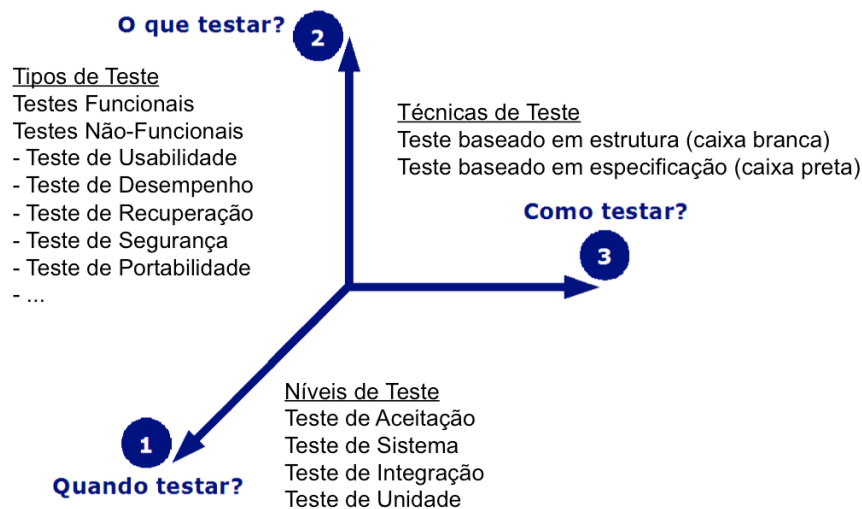 O que testar?
2
Tipos de Teste
Testes Funcionais
Testes Não-Funcionais
- Teste de Usabilidade
- Teste de Desempenho
- Teste de Recuperação
- Teste de Segurança
- Teste de Portabilidade
- ...
Técnicas de Teste
Teste baseado em estrutura (caixa branca)
Teste baseado em especificação (caixa preta)
Como testar?
3
Níveis de Teste
Teste de Aceitação
Teste de Sistema
Teste de Integração
Teste de Unidade
1
Quando testar?